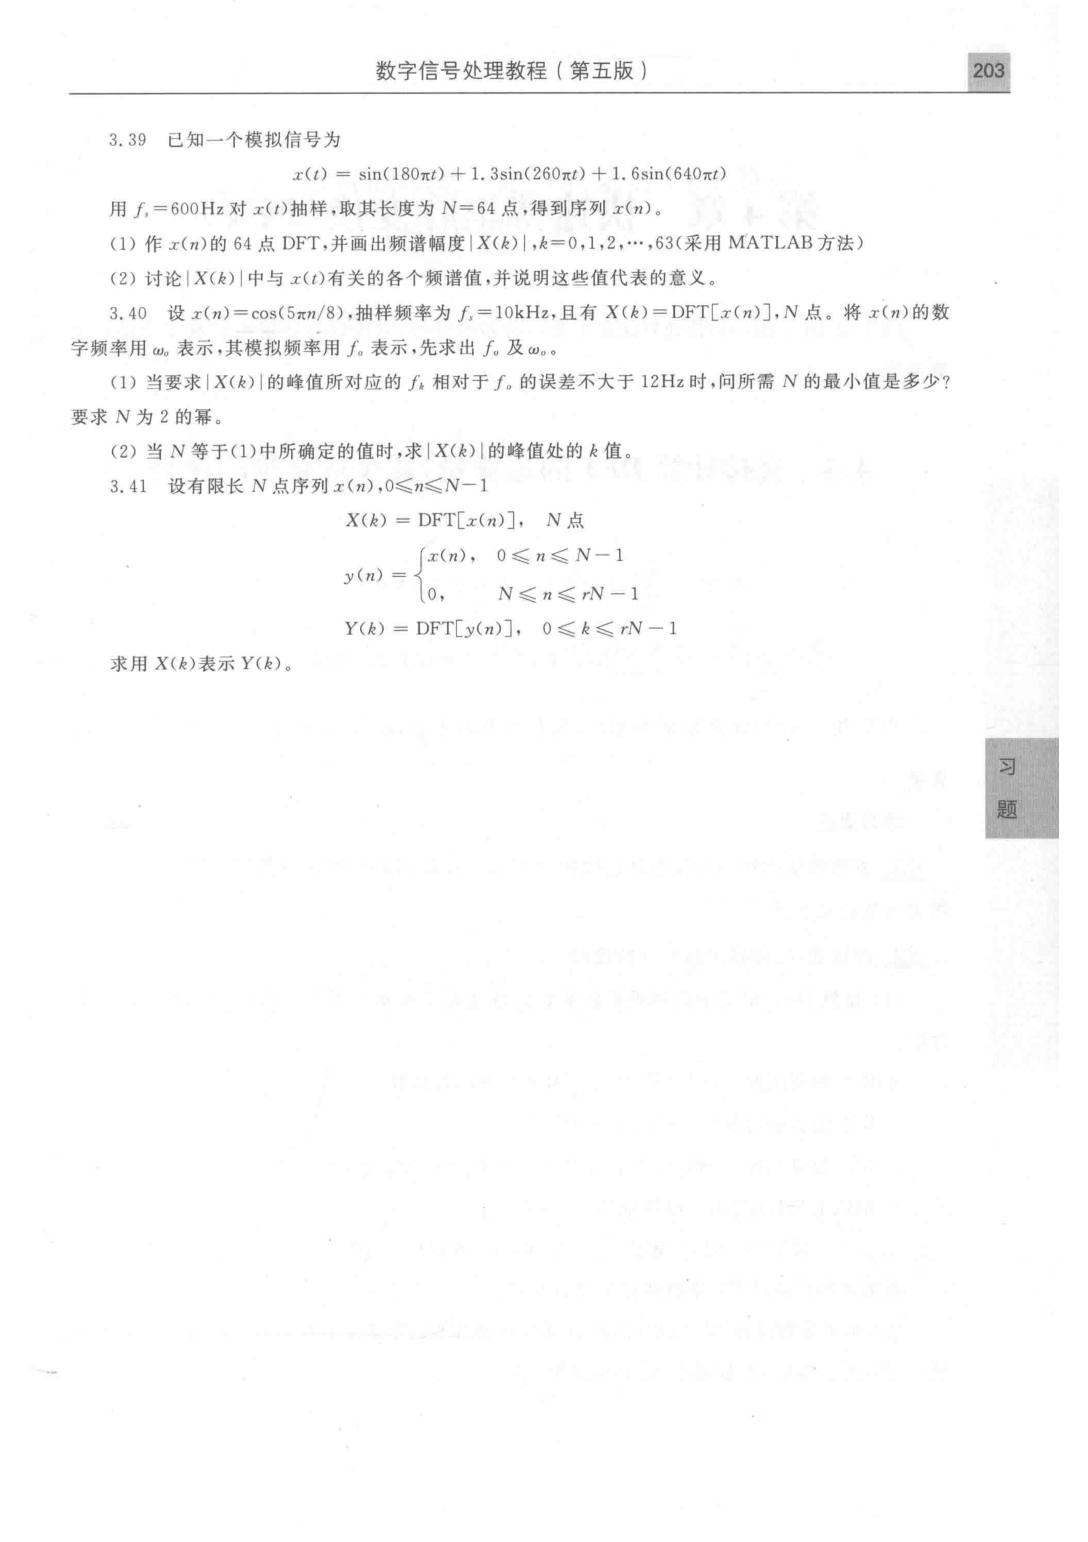 数字信号处理教程(第五版)
203
3.39 已知一个模拟信号为
x(t) = sin(180πt) + 1.3sin(260πt) + 1.6sin(640πt)
用 fs=600Hz 对 x(t)抽样,取其长度为 N=64 点,得到序列 x(n)。
(1) 作 x(n)的 64 点 DFT,并画出频谱幅度|X(k)|,k=0,1,2,…,63(采用 MATLAB 方法)
(2) 讨论|X(k)|中与 x(t)有关的各个频谱值,并说明这些值代表的意义。
3.40 设 x(n)=cos(5πn/8),抽样频率为 fs=10kHz,且有 X(k)=DFT[x(n)],N 点。将 x(n)的数
字频率用 ωo 表示,其模拟频率用 fo 表示,先求出 fo 及 ωo。
(1) 当要求|X(k)|的峰值所对应的 fk 相对于 fo 的误差不大于 12Hz 时,问所需 N 的最小值是多少?
要求 N 为 2 的幂。
(2) 当 N 等于(1)中所确定的值时,求|X(k)|的峰值处的 k 值。
3.41 设有限长 N 点序列 x(n),0≤n≤N-1
X(k) = DFT[x(n)], N 点
y(n) = { x(n), 0≤n≤N-1
0, N≤n≤rN-1
Y(k) = DFT[y(n)], 0≤k≤rN-1
求用 X(k)表示 Y(k)。
习
题